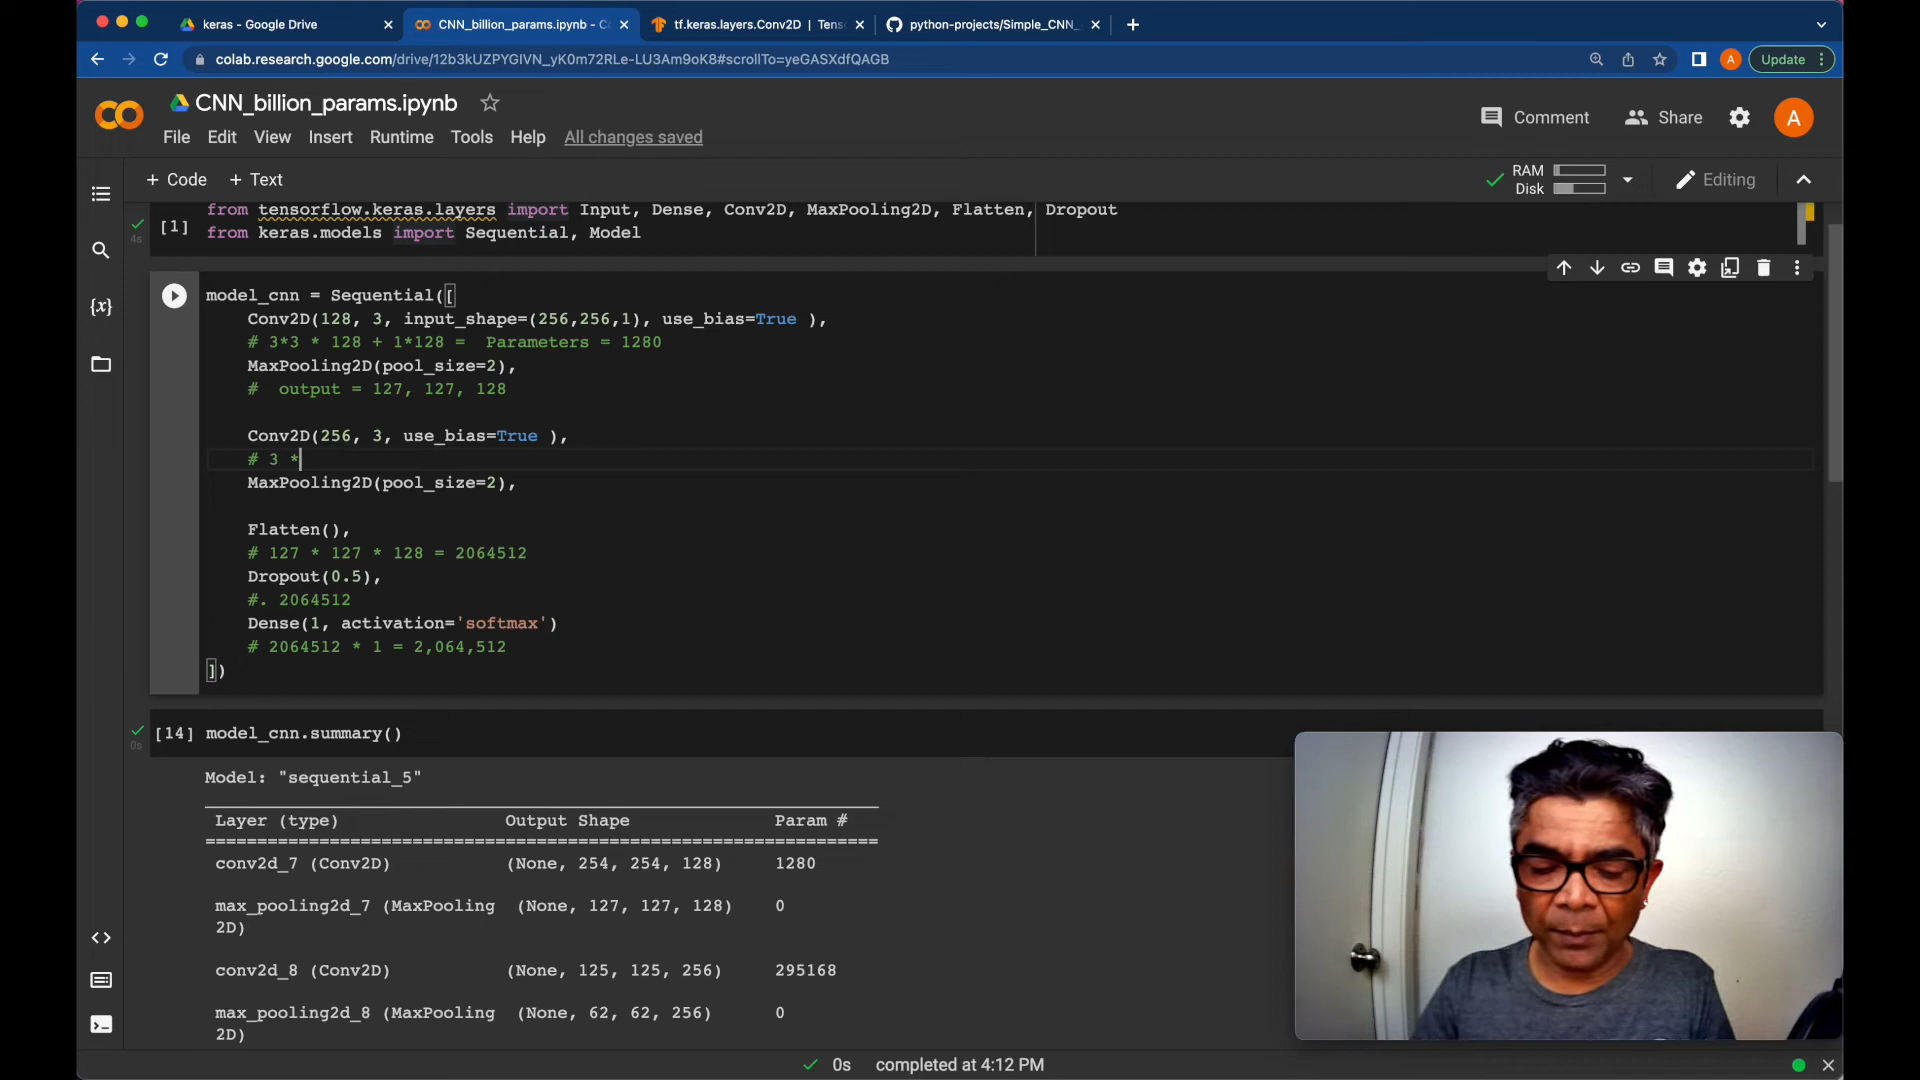 keras - Google Drive
CNN_billion_params.ipynb - C
tf.keras.layers.Conv2D | Tens
python-projects/Simple_CNN_
colab.research.google.com/drive/12b3kUZPYGIVN_yK0m72RLe-LU3Am9oK8#scrollTo=yeGASXdfQAGB
A
Update
CNN_billion_params.ipynb
File Edit View Insert Runtime Tools Help All changes saved
Comment
Share
A
+ Code + Text
RAM
Disk
Editing
[1]
4s
from tensorflow.keras.layers import Input, Dense, Conv2D, MaxPooling2D, Flatten, Dropout
from keras.models import Sequential, Model
model_cnn = Sequential([
Conv2D(128, 3, input_shape=(256,256,1), use_bias=True ),
# 3*3 * 128 + 1*128 =  Parameters = 1280
MaxPooling2D(pool_size=2),
#  output = 127, 127, 128
Conv2D(256, 3, use_bias=True ),
# 3 *
MaxPooling2D(pool_size=2),
Flatten(),
# 127 * 127 * 128 = 2064512
Dropout(0.5),
#. 2064512
Dense(1, activation='softmax')
# 2064512 * 1 = 2,064,512
])
[14] model_cnn.summary()
0s
Model: "sequential_5"
Layer (type) Output Shape Param #
conv2d_7 (Conv2D) (None, 254, 254, 128) 1280
max_pooling2d_7 (MaxPooling (None, 127, 127, 128) 0
2D)
conv2d_8 (Conv2D) (None, 125, 125, 256) 295168
max_pooling2d_8 (MaxPooling (None, 62, 62, 256) 0
2D)
0s completed at 4:12 PM